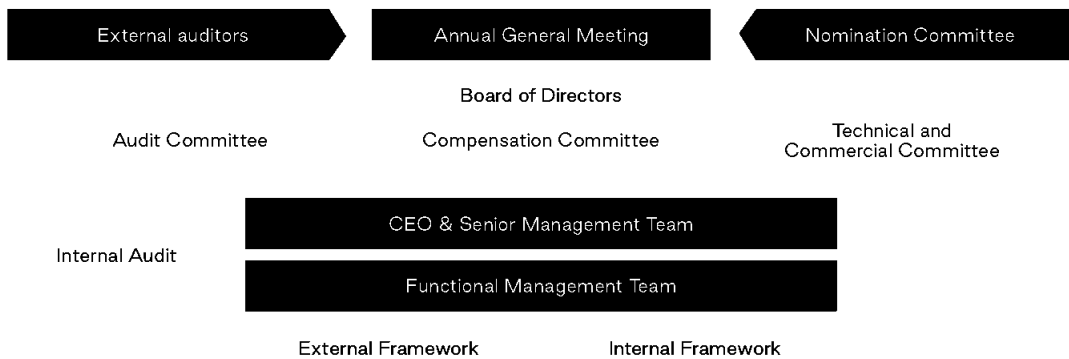 External auditors
Annual General Meeting
Nomination Committee
Board of Directors
Audit Committee
Compensation Committee
Technical and
Commercial Committee
CEO & Senior Management Team
Internal Audit
Functional Management Team
External Framework
Internal Framework